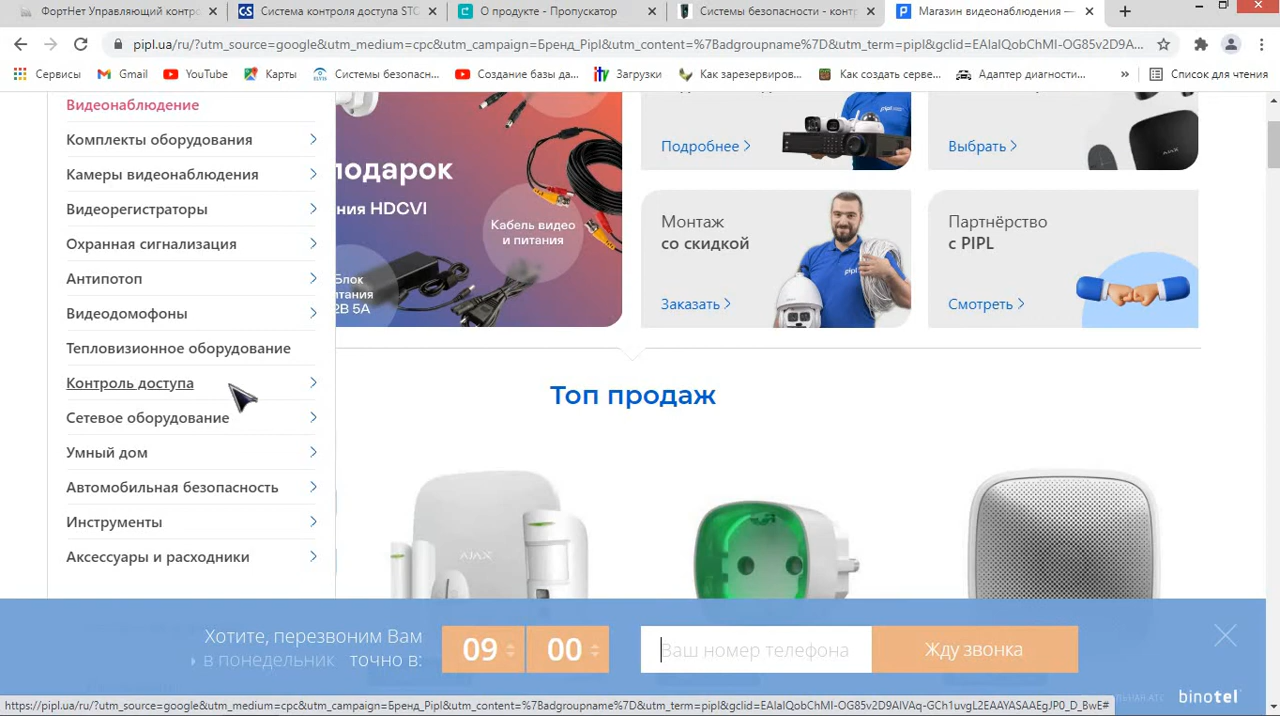 ФортНет Управляющий контро
Система контроля доступа STC
О продукте - Пропускатор
Системы безопасности - контр
Магазин видеонаблюдения —
pipl.ua/ru/?utm_source=google&utm_medium=cpc&utm_campaign=Бренд_Pipl&utm_content=%7Badgroupname%7D&utm_term=pipl&gclid=EAIaIQobChMI-OG85v2D9A...
Сервисы
Gmail
YouTube
Карты
Системы безопасн...
Создание базы да...
Загрузки
Как зарезервиро...
Как создать серве...
Адаптер диагности...
»
Список для чтения
Видеонаблюдение
Комплекты оборудования
Камеры видеонаблюдения
Видеорегистраторы
Охранная сигнализация
Антипотоп
Видеодомофоны
Тепловизионное оборудование
Контроль доступа
Сетевое оборудование
Умный дом
Автомобильная безопасность
Инструменты
Аксессуары и расходники
подарок
ния HDCVI
Кабель видео
и питания
Блок
итания
2В 5А
Подробнее
Выбрать
AJAX
Монтаж
со скидкой
Заказать
pipl
Партнёрство
с PIPL
Смотреть
Топ продаж
AJAX
Хотите, перезвоним Вам
в понедельник точно в:
09
00
Ваш номер телефона
Жду звонка
binotel
https://pipl.ua/ru/?utm_source=google&utm_medium=cpc&utm_campaign=Бренд_Pipl&utm_content=%7Badgroupname%7D&utm_term=pipl&gclid=EAIaIQobChMI-OG85v2D9AIVAq-GCh1uvgL2EAAYASAAEgJP0_D_BwE#